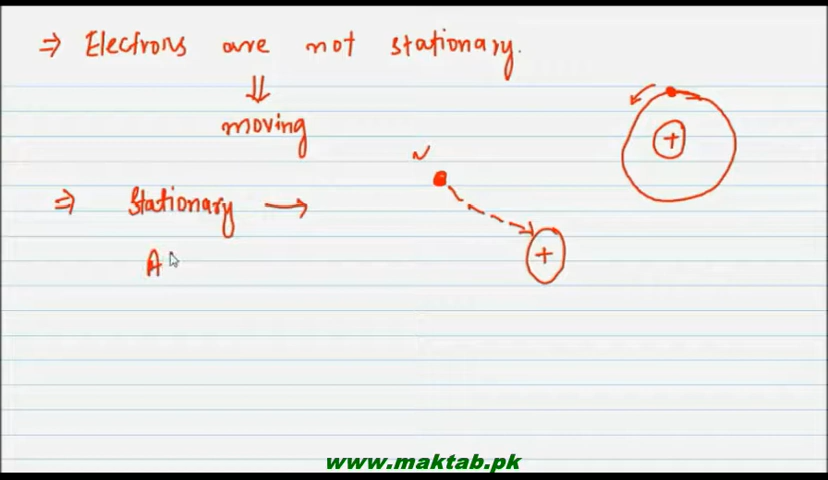 ⇒ Electrons are not stationary.
⇓
moving
⇒ Stationary →
A
+
+
www.maktab.pk